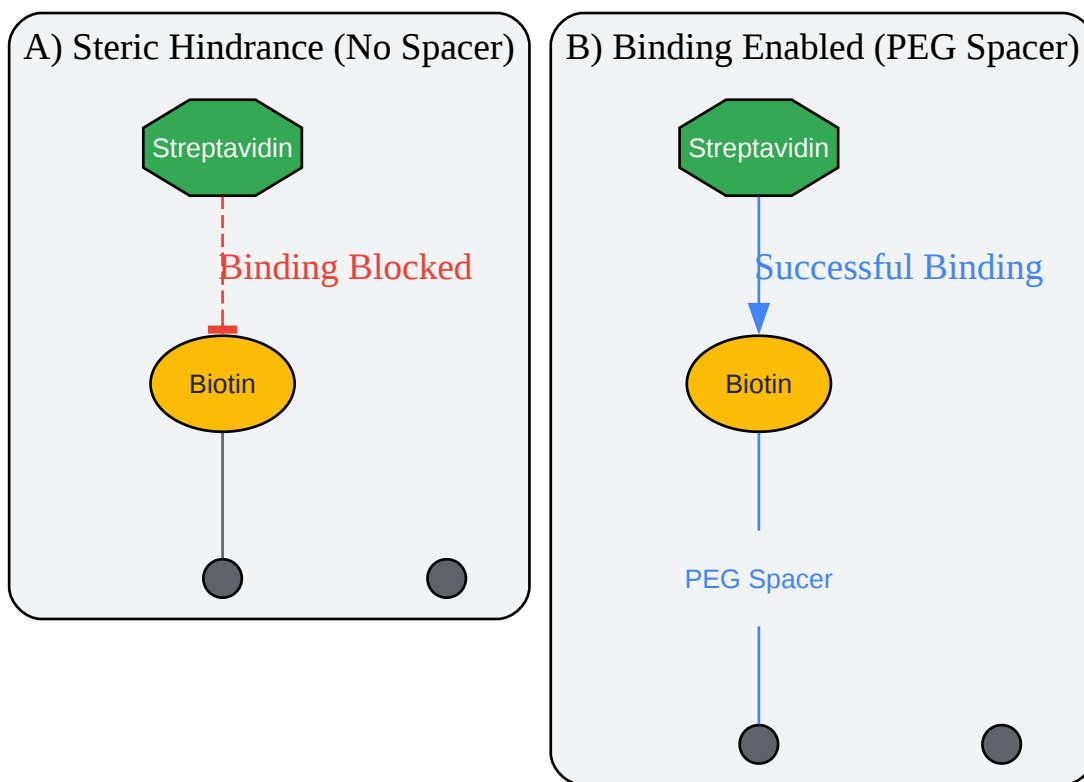 A) Steric Hindrance (No Spacer)
Streptavidin
Binding Blocked
Biotin
B) Binding Enabled (PEG Spacer)
Streptavidin
Successful Binding
Biotin
PEG Spacer